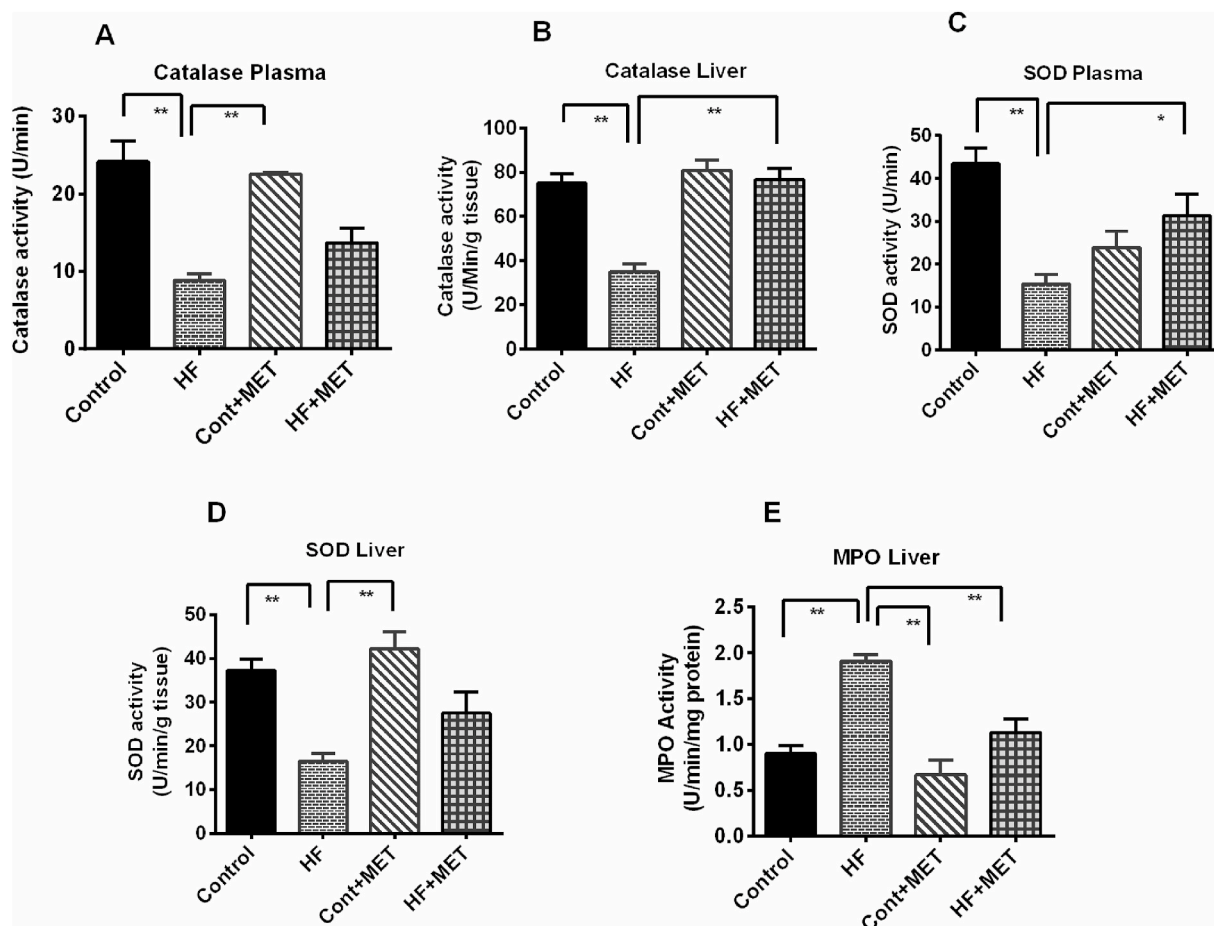 A
Catalase Plasma
Catalase activity (U/min)
30
20
10
0
**
**
Control
HF
Cont+MET
HF+MET
B
Catalase Liver
Catalase activity
(U/Min/g tissue)
100
80
60
40
20
0
**
**
Control
HF
Cont+MET
HF+MET
C
SOD Plasma
SOD activity (U/min)
50
40
30
20
10
0
**
*
Control
HF
Cont+MET
HF+MET
D
SOD Liver
SOD activity
(U/min/g tissue)
50
40
30
20
10
0
**
**
Control
HF
Cont+MET
HF+MET
E
MPO Liver
MPO Activity
(U/min/mg protein)
2.5
2.0
1.5
1.0
0.5
0.0
**
**
**
Control
HF
Cont+MET
HF+MET